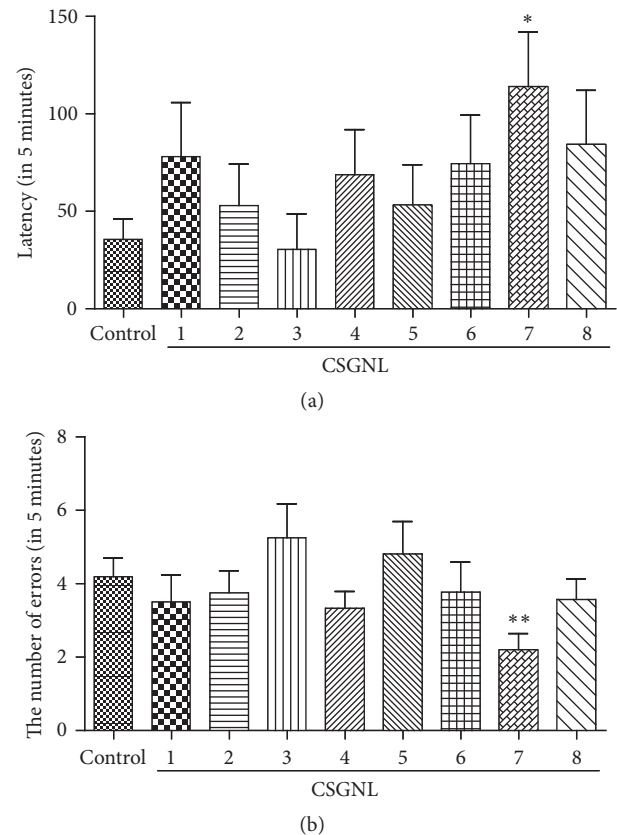 150
*
100
50
0
Latency (in 5 minutes)
Control 1 2 3 4 5 6 7 8
CSGNL
(a)
8
6
4
**
2
0
The number of errors (in 5 minutes)
Control 1 2 3 4 5 6 7 8
CSGNL
(b)